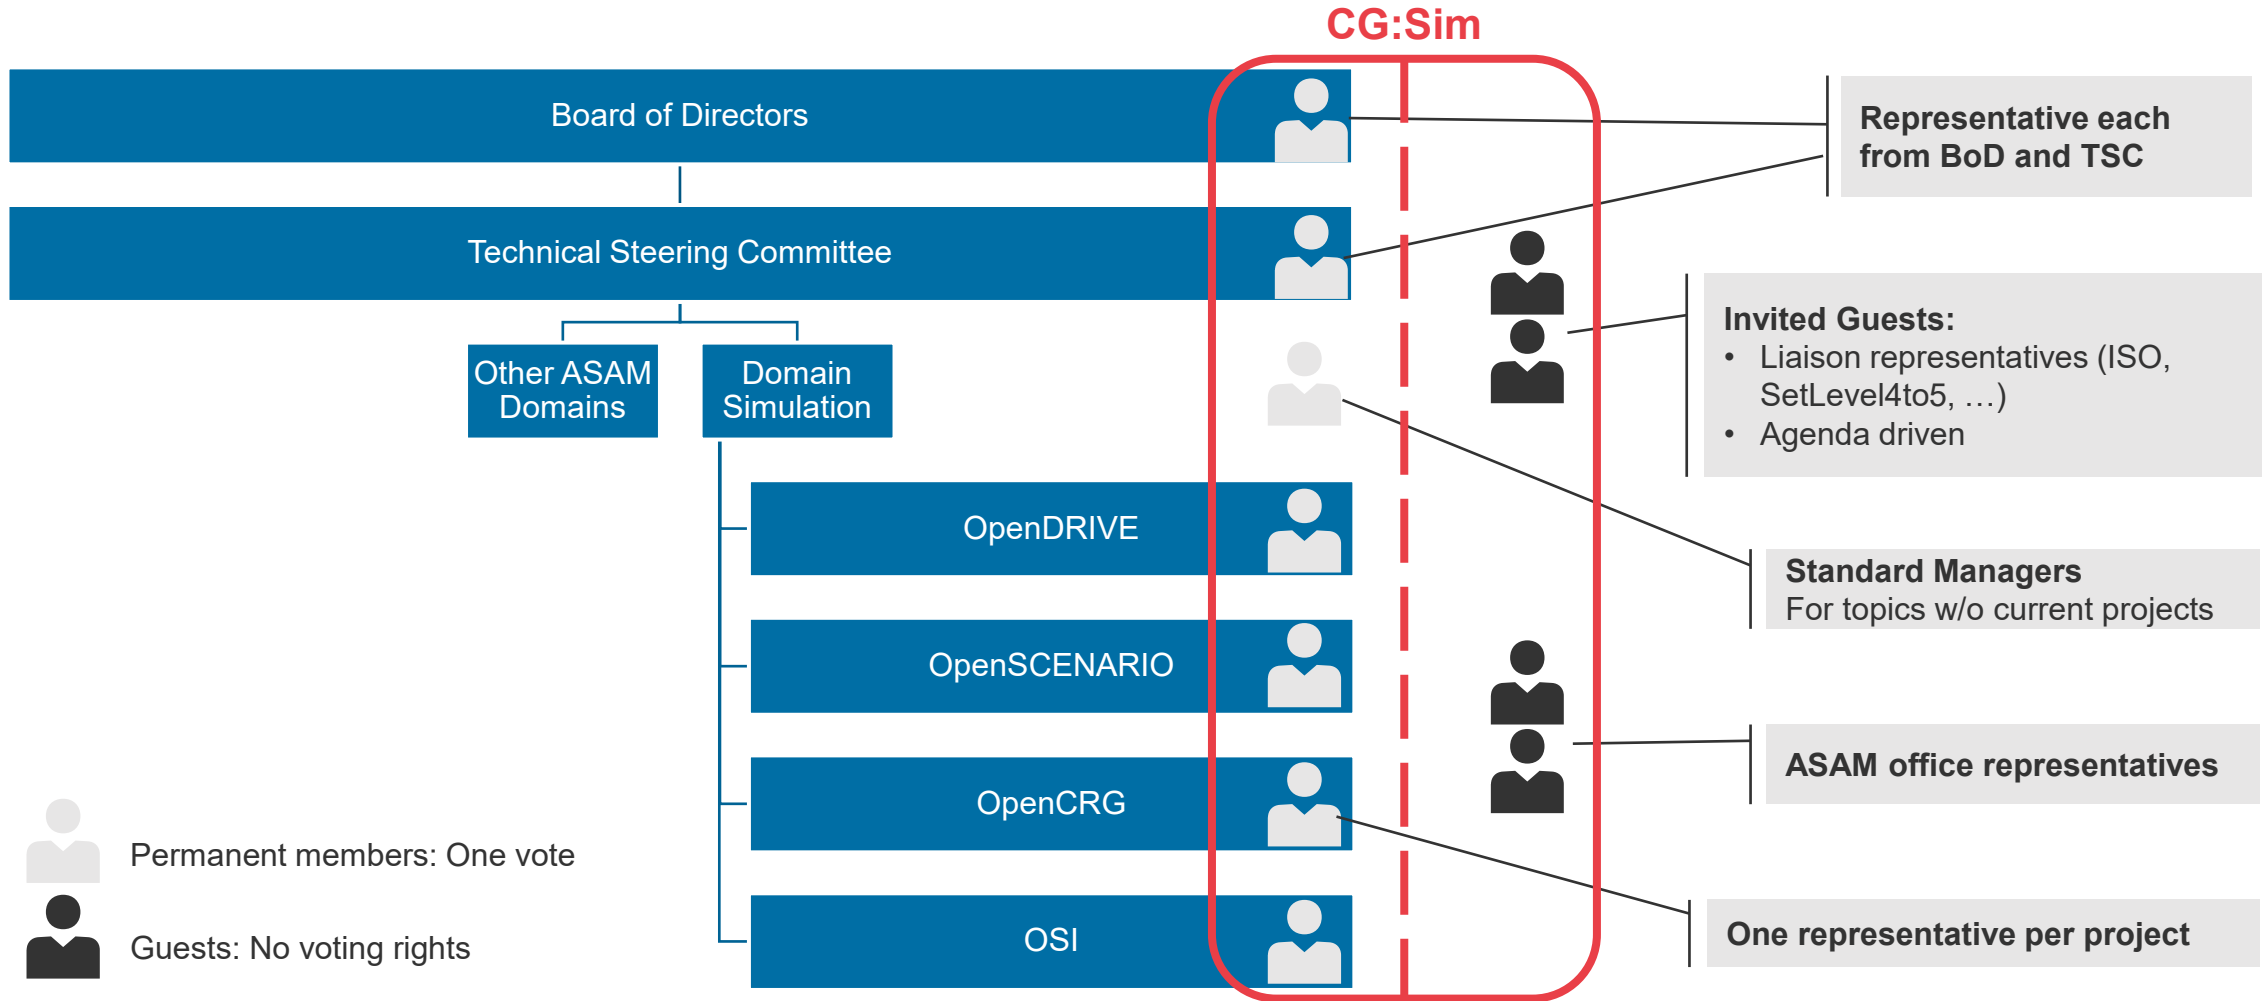 CG:Sim
Board of Directors
Representative each
from BoD and TSC
Technical Steering Committee
Invited Guests:
• Liaison representatives (ISO,
SetLevel4to5, …)
• Agenda driven
Other ASAM
Domains
Domain
Simulation
OpenDRIVE
Standard Managers
For topics w/o current projects
OpenSCENARIO
ASAM office representatives
OpenCRG
Permanent members: One vote
One representative per project
OSI
Guests: No voting rights